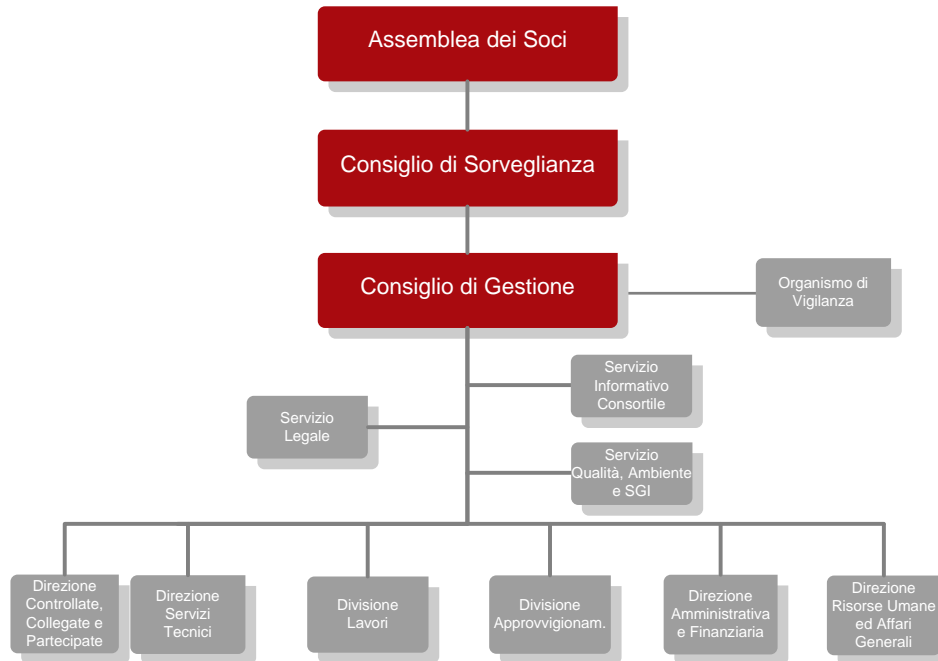 Assemblea dei Soci
Consiglio di Sorveglianza
Consiglio di Gestione
Organismo di
Vigilanza
Servizio
Informativo
Consortile
Servizio
Legale
Servizio
Qualità, Ambiente
e SGI
Direzione
Controllate,
Collegate e
Partecipate
Direzione
Servizi
Tecnici
Divisione
Lavori
Divisione
Approvvigionam.
Direzione
Amministrativa
e Finanziaria
Direzione
Risorse Umane
ed Affari
Generali